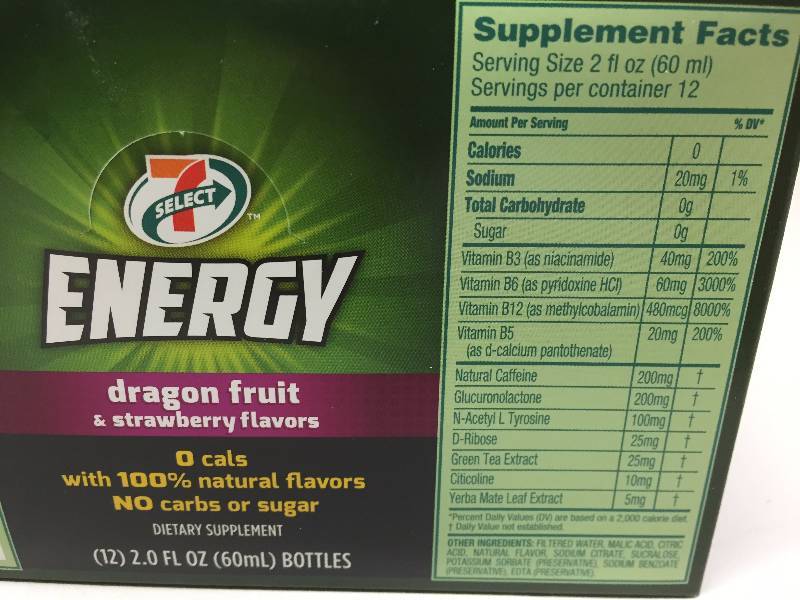 7
SELECT
TM
ENERGY
dragon fruit
& strawberry flavors
0 cals
with 100% natural flavors
NO carbs or sugar
DIETARY SUPPLEMENT
(12) 2.0 FL OZ (60mL) BOTTLES
Supplement Facts
Serving Size 2 fl oz (60 ml)
Servings per container 12
Amount Per Serving % DV*
Calories 0
Sodium 20mg 1%
Total Carbohydrate 0g
Sugar 0g
Vitamin B3 (as niacinamide) 40mg 200%
Vitamin B6 (as pyridoxine HCl) 60mg 3000%
Vitamin B12 (as methylcobalamin) 480mcg 8000%
Vitamin B5 20mg 200%
(as d-calcium pantothenate)
Natural Caffeine 200mg †
Glucuronolactone 200mg †
N-Acetyl L Tyrosine 100mg †
D-Ribose 25mg †
Green Tea Extract 25mg †
Citicoline 10mg †
Yerba Mate Leaf Extract 5mg †
*Percent Daily Values (DV) are based on a 2,000 calorie diet.
† Daily Value not established.
OTHER INGREDIENTS: FILTERED WATER, MALIC ACID, CITRIC
ACID, NATURAL FLAVOR, SODIUM CITRATE, SUCRALOSE,
POTASSIUM SORBATE (PRESERVATIVE), SODIUM BENZOATE
(PRESERVATIVE), EDTA (PRESERVATIVE).